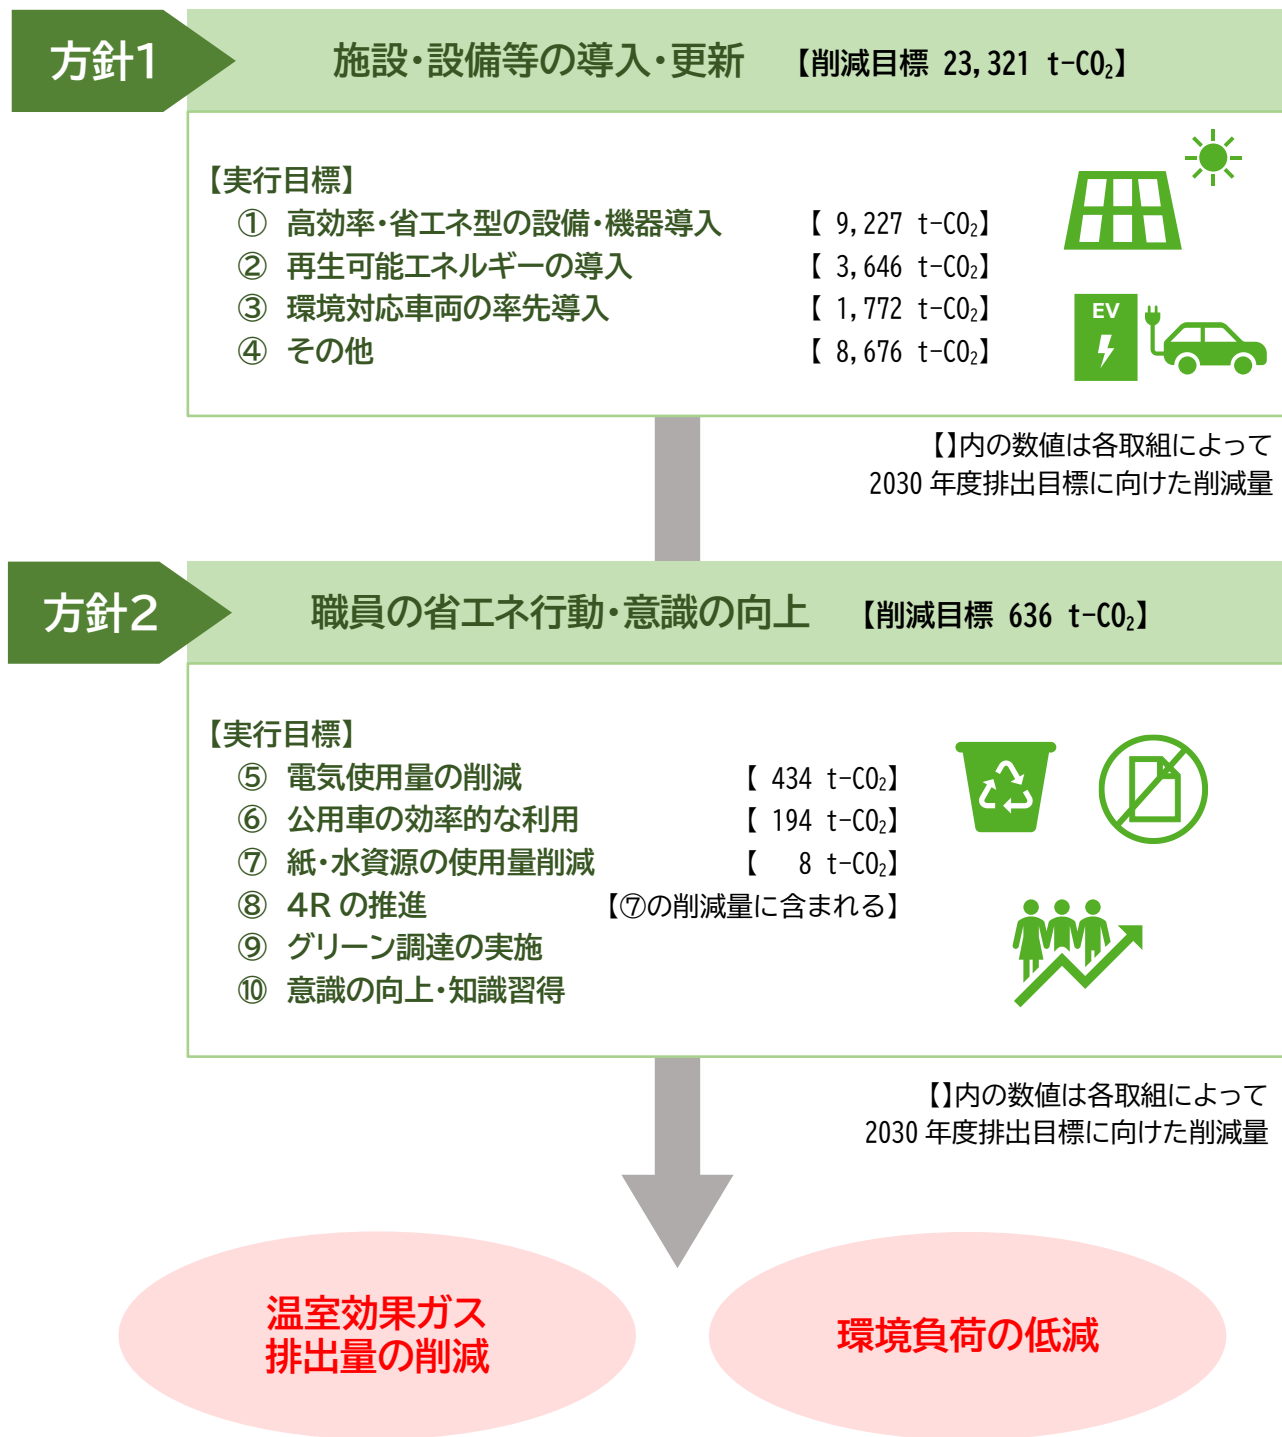 方針1
施設・設備等の導入・更新 【削減目標 23,321 t-CO₂】
【実行目標】
① 高効率・省エネ型の設備・機器導入 【 9,227 t-CO₂】
② 再生可能エネルギーの導入 【 3,646 t-CO₂】
③ 環境対応車両の率先導入 【 1,772 t-CO₂】
④ その他 【 8,676 t-CO₂】
EV
【】内の数値は各取組によって
2030 年度排出目標に向けた削減量
方針2
職員の省エネ行動・意識の向上 【削減目標 636 t-CO₂】
【実行目標】
⑤ 電気使用量の削減 【 434 t-CO₂】
⑥ 公用車の効率的な利用 【 194 t-CO₂】
⑦ 紙・水資源の使用量削減 【 8 t-CO₂】
⑧ 4R の推進 【⑦の削減量に含まれる】
⑨ グリーン調達の実施
⑩ 意識の向上・知識習得
【】内の数値は各取組によって
2030 年度排出目標に向けた削減量
温室効果ガス
排出量の削減
環境負荷の低減